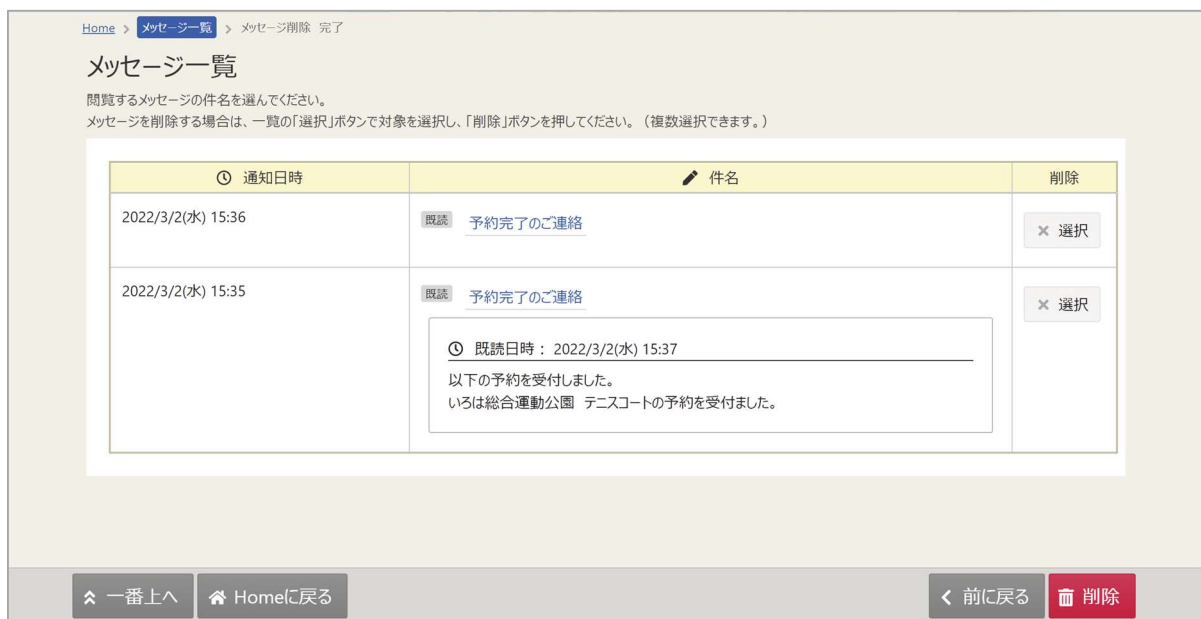 Home > メッセージ一覧 > メッセージ削除 完了
メッセージ一覧
閲覧するメッセージの件名を選んでください。
メッセージを削除する場合は、一覧の「選択」ボタンで対象を選択し、「削除」ボタンを押してください。（複数選択できます。）
通知日時 件名 削除
2022/3/2(水) 15:36 既読 予約完了のご連絡 × 選択
2022/3/2(水) 15:35 既読 予約完了のご連絡 × 選択
既読日時： 2022/3/2(水) 15:37
以下の予約を受付しました。
いろは総合運動公園 テニスコートの予約を受付ました。
一番上へ Homeに戻る 前に戻る 削除